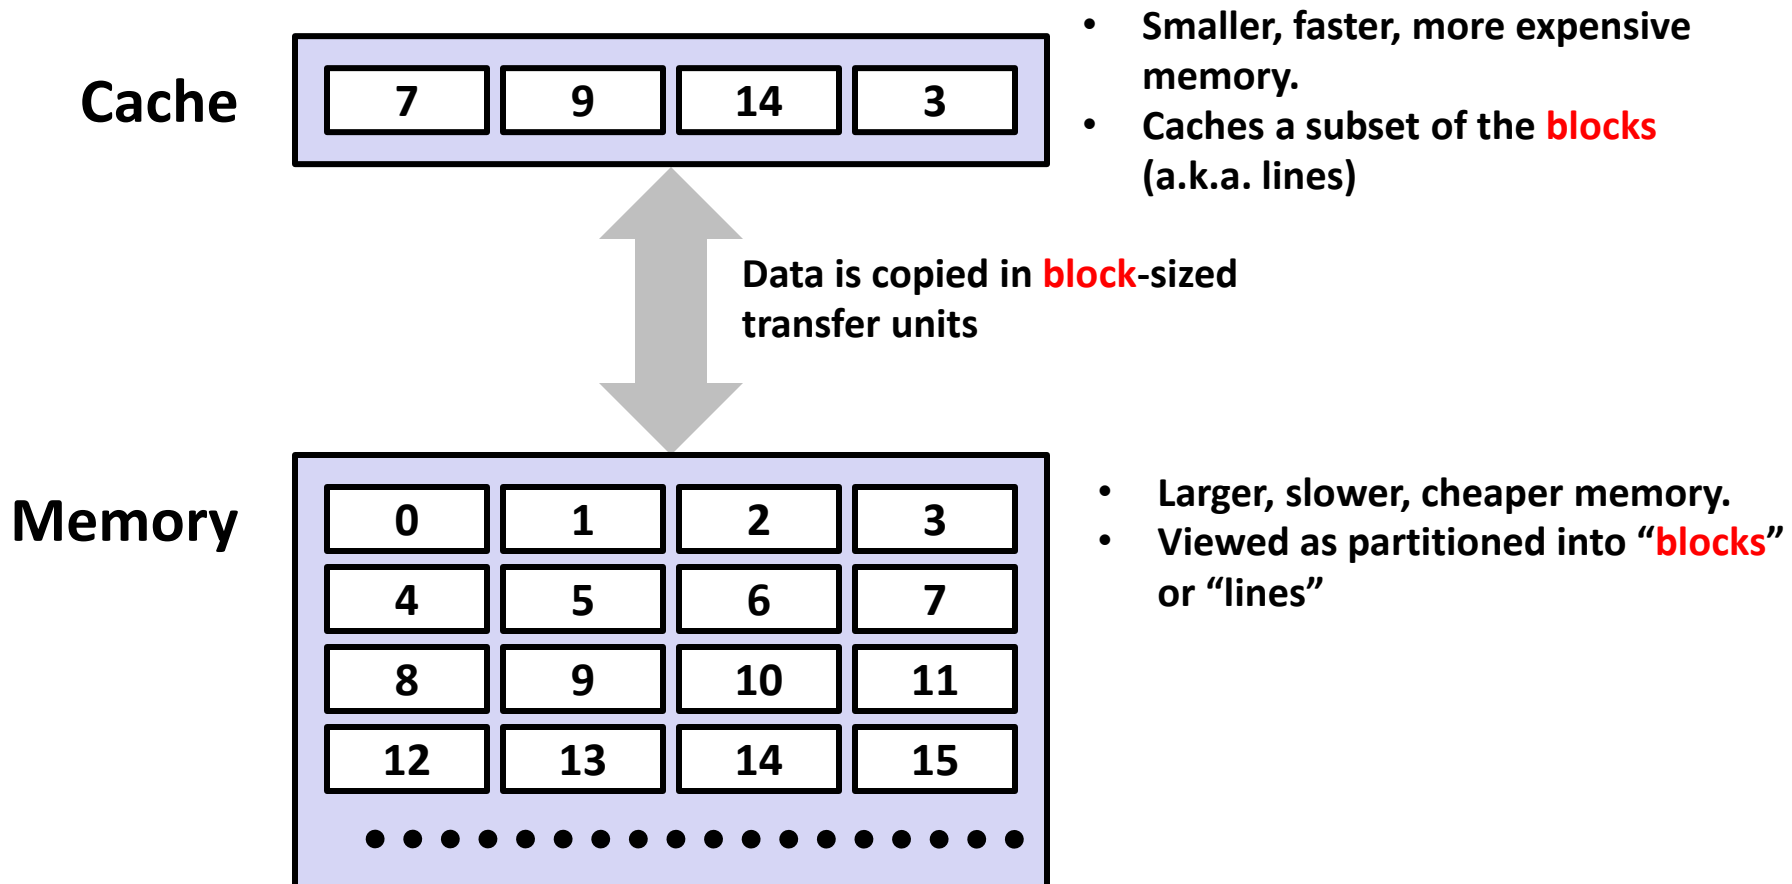 Cache
7 9 14 3
• Smaller, faster, more expensive
memory.
• Caches a subset of the blocks
(a.k.a. lines)
Data is copied in block-sized
transfer units
Memory
0 1 2 3
4 5 6 7
8 9 10 11
12 13 14 15
• Larger, slower, cheaper memory.
• Viewed as partitioned into “blocks”
or “lines”